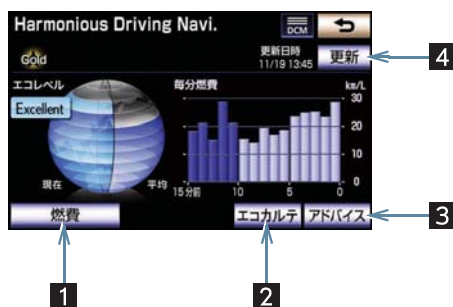 Harmonious Driving Navi.
DCM
Gold
更新日時
11/19 13:45
更新
4
エコレベル
Excellent
毎分燃費
km/L
30
20
10
0
現在
平均
15分前
10
5
0
燃費
エコカルテ
アドバイス
3
1
2